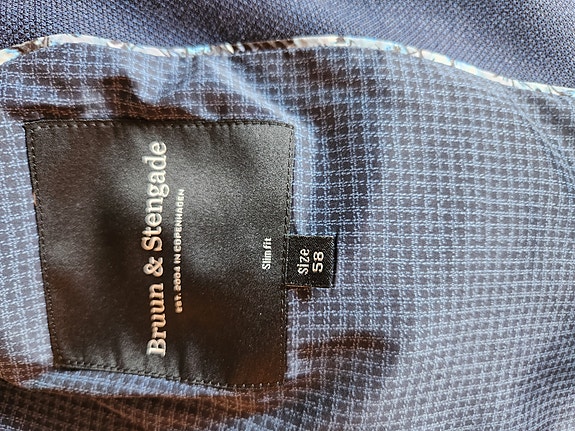 Bruun & Stengade
EST. 2004 IN COPENHAGEN
Slim fit
size
58